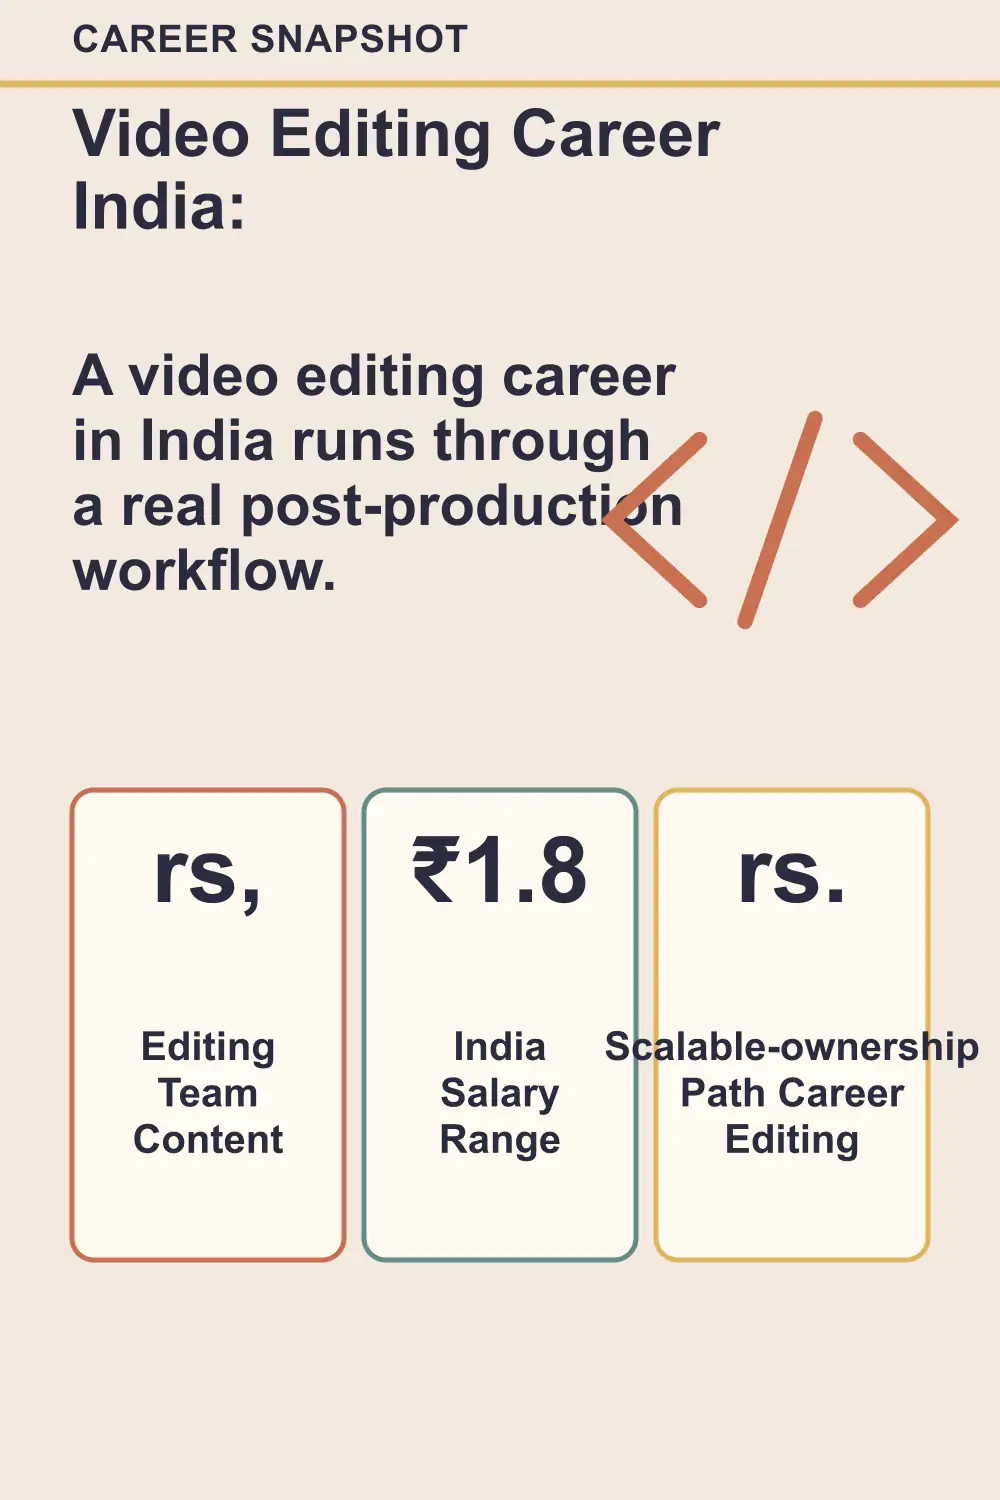 CAREER SNAPSHOT
Video Editing Career
India:
A video editing career
in India runs through
a real post-production
workflow.
rs,
Editing
Team
Content
₹1.8
India
Salary
Range
rs.
Scalable-ownership
Path Career
Editing